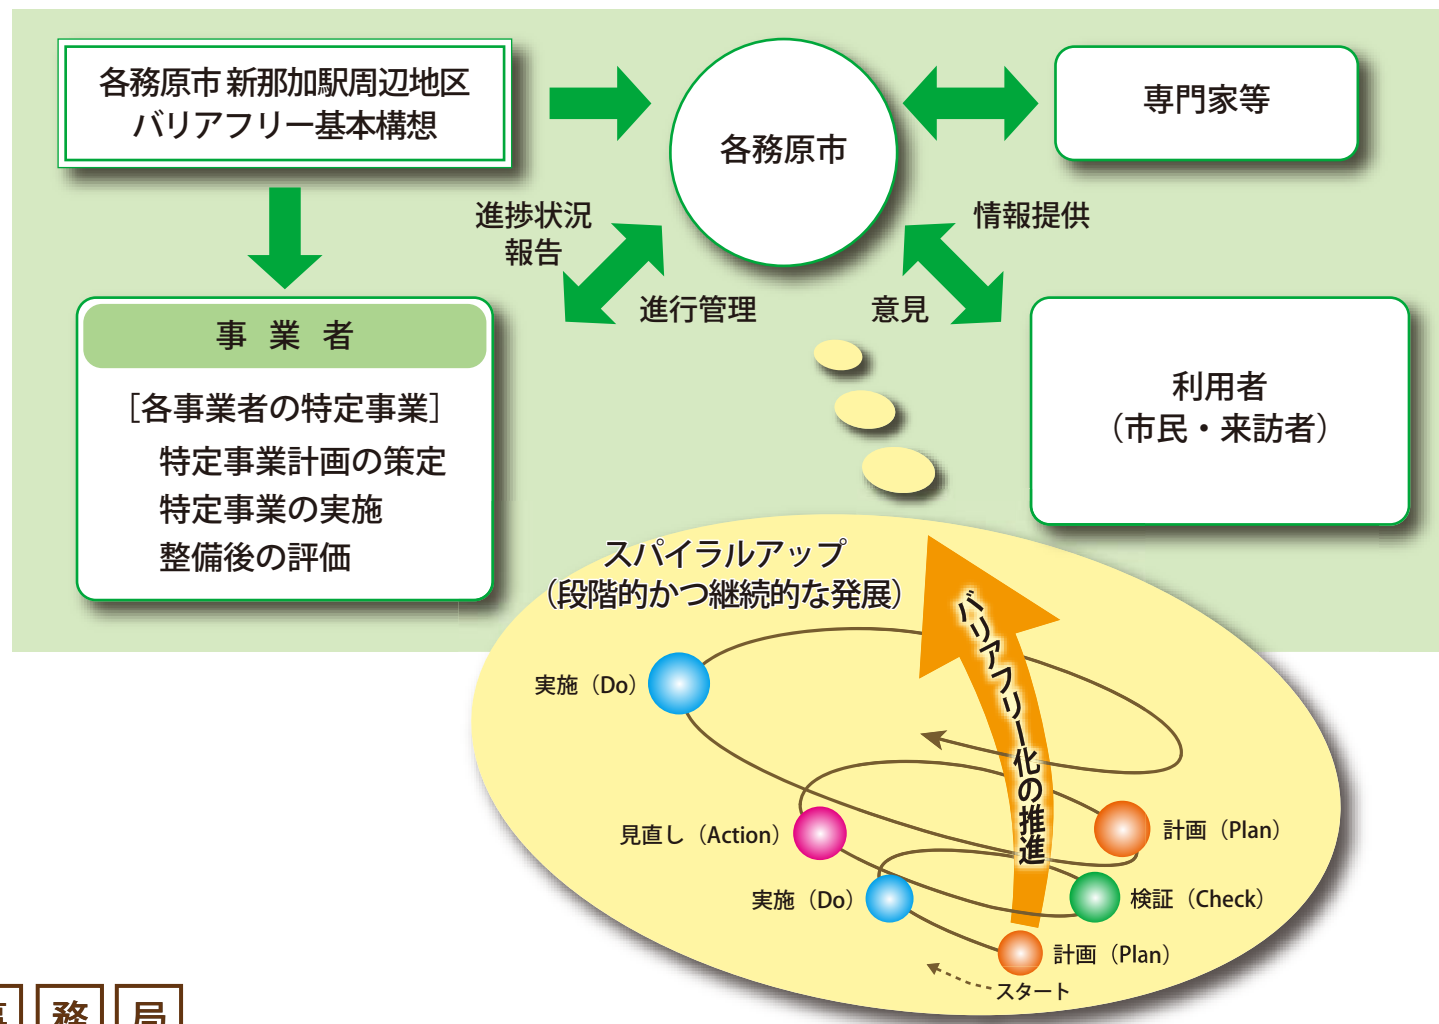 各務原市 新那加駅周辺地区
バリアフリー基本構想
各務原市
専門家等
進捗状況
報告
進行管理
情報提供
意見
事業者
［各事業者の特定事業］
特定事業計画の策定
特定事業の実施
整備後の評価
利用者
（市民・来訪者）
スパイラルアップ
（段階的かつ継続的な発展）
バリアフリー化の推進
実施（Do）
見直し（Action）
計画（Plan）
実施（Do）
検証（Check）
計画（Plan）
スタート
務局